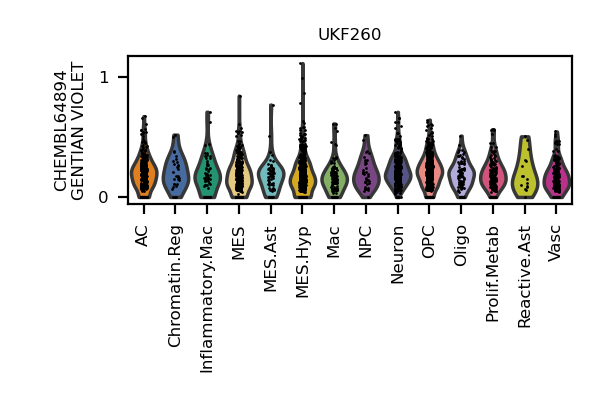 UKF260
CHEMBL64894
GENTIAN VIOLET
1
0
AC
Chromatin.Reg
Inflammatory.Mac
MES
MES.Ast
MES.Hyp
Mac
NPC
Neuron
OPC
Oligo
Prolif.Metab
Reactive.Ast
Vasc